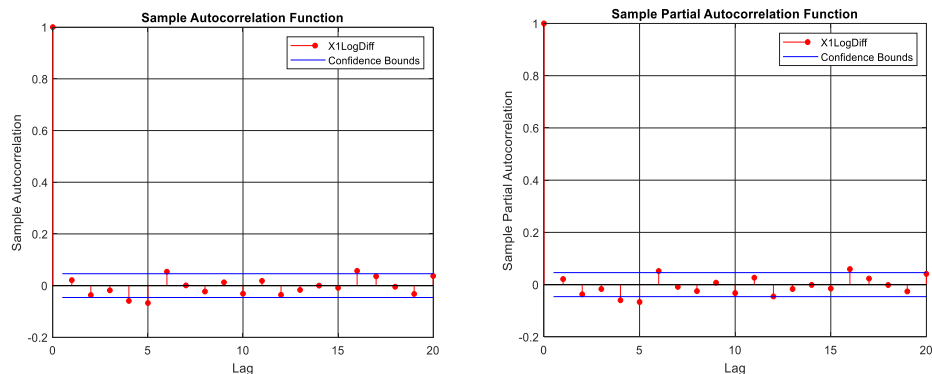 Sample Autocorrelation Function
X1LogDiff
Confidence Bounds
1
0.8
0.6
0.4
0.2
0
-0.2
Sample Autocorrelation
0
5
10
15
20
Lag
Sample Partial Autocorrelation Function
X1LogDiff
Confidence Bounds
1
0.8
0.6
0.4
0.2
0
-0.2
Sample Partial Autocorrelation
0
5
10
15
20
Lag